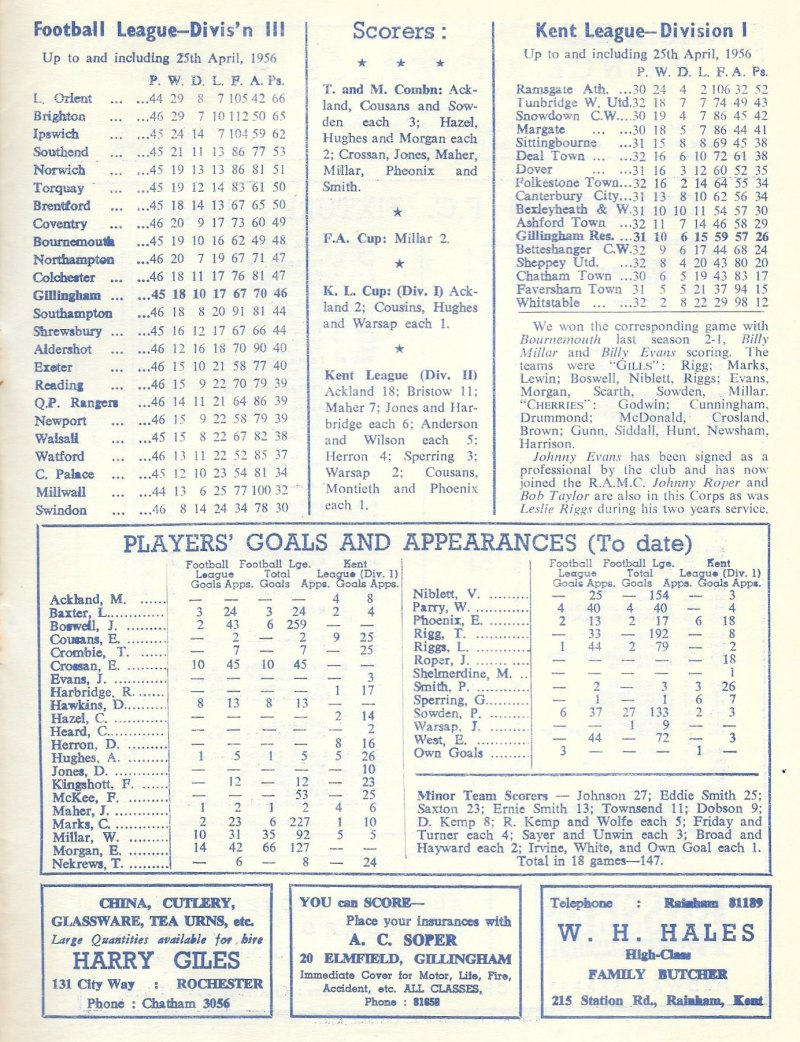 Football League—Divis'n III
Up to and including 25th April, 1956
P. W. D. L. F. A. Ps.
L. Orient ... ...44 29 8 7 105 42 66
Brighton ... ...46 29 7 10 112 50 65
Ipswich ... ...45 24 14 7 104 59 62
Southend ... ...45 21 11 13 86 77 53
Norwich ... ...45 19 13 13 86 81 51
Torquay ... ...45 19 12 14 83 61 50
Brentford ... ...45 18 14 13 67 65 50
Coventry ... ...46 20 9 17 73 60 49
Bournemouth ...45 19 10 16 62 49 48
Northampton ...46 20 7 19 67 71 47
Colchester ...46 18 11 17 76 81 47
Gillingham ...45 18 10 17 67 70 46
Southampton ...46 18 8 20 91 81 44
Shrewsbury ...45 16 12 17 67 66 44
Aldershot ...46 12 16 18 70 90 40
Exeter ...46 15 10 21 58 77 40
Reading ...46 15 9 22 70 79 39
Q.P. Rangers ...46 14 11 21 64 86 39
Newport ...46 15 9 22 58 79 39
Walsall ...45 15 8 22 67 82 38
Watford ...46 13 11 22 52 85 37
C. Palace ...45 12 10 23 54 81 34
Millwall ...44 13 6 25 77 100 32
Swindon ...46 8 14 24 34 78 30
Scorers :
T. and M. Combn: Ack-
land, Cousans and Sow-
den each 3; Hazel,
Hughes and Morgan each
2; Crossan, Jones, Maher,
Millar, Pheonix and
Smith.
F.A. Cup: Millar 2.
K. L. Cup: (Div. I) Ack-
land 2; Cousins, Hughes
and Warsap each 1.
Kent League (Div. II)
Ackland 18; Bristow 11;
Maher 7; Jones and Har-
bridge each 6; Anderson
and Wilson each 5;
Herron 4; Sperring 3;
Warsap 2; Cousans,
Montieth and Phoenix
each 1.
Kent League—Division I
Up to and including 25th April, 1956
P. W. D. L. F. A. Ps.
Ramsgate Ath. ...30 24 4 2 106 32 52
Tunbridge W. Utd.32 18 7 7 74 49 43
Snowdown C.W....30 19 4 7 86 45 42
Margate ... ...30 18 5 7 86 44 41
Sittingbourne ...31 15 8 8 69 45 38
Deal Town ... ...32 16 6 10 72 61 38
Dover ... ...31 16 3 12 60 52 35
Folkestone Town...32 16 2 14 64 55 34
Canterbury City...31 13 8 10 62 56 34
Bexleyheath & W.31 10 10 11 54 57 30
Ashford Town ...32 11 7 14 46 58 29
Gillingham Res. ...31 10 6 15 59 57 26
Betteshanger C.W.32 9 6 17 44 68 24
Sheppey Utd. ...32 8 4 20 43 80 20
Chatham Town ...30 6 5 19 43 83 17
Faversham Town 31 5 5 21 37 94 15
Whitstable ... ...32 2 8 22 29 98 12
We won the corresponding game with
Bournemouth last season 2-1, Billy
Millar and Billy Evans scoring. The
teams were "GILLS": Rigg; Marks,
Lewin; Boswell, Niblett, Riggs; Evans,
Morgan, Scarth, Sowden, Millar.
"CHERRIES": Godwin; Cunningham,
Drummond; McDonald, Crosland,
Brown; Gunn, Siddall, Hunt, Newsham,
Harrison.
Johnny Evans has been signed as a
professional by the club and has now
joined the R.A.M.C. Johnny Roper and
Bob Taylor are also in this Corps as was
Leslie Riggs during his two years service.
PLAYERS' GOALS AND APPEARANCES (To date)
Football Football Lge. Kent
League Total League (Div. 1)
Goals Apps. Goals Apps. Goals Apps.
Ackland, M. ...... — — — — 4 8
Baxter, L. ...... 3 24 3 24 2 4
Boswell, J. ...... 2 43 6 259 — —
Cousans, E. ...... — 2 — 2 9 25
Crombie, T. ...... — 7 — 7 — 25
Crossan, E. ...... 10 45 10 45 — —
Evans, J. ...... — — — — — 3
Harbridge, R. ...... — — — — 1 17
Hawkins, D. ...... 8 13 8 13 — —
Hazel, C. ...... — — — — 2 14
Heard, C. ...... — — — — — 2
Herron, D. ...... — — — — 8 16
Hughes, A. ...... 1 5 1 5 5 26
Jones, D. ...... — — — — — 10
Kingshott, F. ...... — 12 — 12 — 23
McKee, F. ...... — — — 53 — 25
Maher, J. ...... 1 2 1 2 4 6
Marks, C. ...... 2 23 6 227 1 10
Millar, W. ...... 10 31 35 92 5 5
Morgan, E. ...... 14 42 66 127 — —
Nekrews, T. ...... — 6 — 8 — 24
Football Football Lge. Kent
League Total League (Div. 1)
Goals Apps. Goals Apps. Goals Apps.
Niblett, V. ...... — 25 — 154 — 3
Parry, W. ...... 4 40 4 40 — 4
Phoenix, E. ...... 2 13 2 17 6 18
Rigg, T. ...... — 33 — 192 — 8
Riggs, L. ...... 1 44 2 79 — 2
Roper, J. ...... — — — — — 18
Shelmerdine, M. .. — — — — — 1
Smith, P. ...... — 2 — 3 3 26
Sperring, G. ...... — 1 — 1 6 7
Sowden, P. ...... 6 37 27 133 2 3
Warsap, J. ...... — — 1 9 — —
West, E. ...... — 44 — 72 — 3
Own Goals ...... 3 — — — 1 —
Minor Team Scorers — Johnson 27; Eddie Smith 25;
Saxton 23; Ernie Smith 13; Townsend 11; Dobson 9;
D. Kemp 8; R. Kemp and Wolfe each 5; Friday and
Turner each 4; Sayer and Unwin each 3; Broad and
Hayward each 2; Irvine, White, and Own Goal each 1.
Total in 18 games—147.
CHINA, CUTLERY,
GLASSWARE, TEA URNS, etc.
Large Quantities available for hire
HARRY GILES
131 City Way : ROCHESTER
Phone : Chatham 3056
YOU can SCORE—
Place your insurances with
A. C. SOPER
20 ELMFIELD, GILLINGHAM
Immediate Cover for Motor, Life, Fire,
Accident, etc. ALL CLASSES,
Phone : 81858
Telephone : Rainham 81189
W. H. HALES
High-Class
FAMILY BUTCHER
215 Station Rd., Rainham, Kent